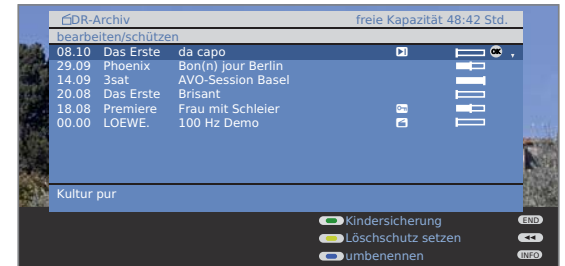 DR-Archiv freie Kapazität 48:42 Std.
bearbeiten/schützen
08.10 Das Erste da capo OK
29.09 Phoenix Bon(n) jour Berlin
14.09 3sat AVO-Session Basel
20.08 Das Erste Brisant
18.08 Premiere Frau mit Schleier
00.00 LOEWE. 100 Hz Demo
Kultur pur
Kindersicherung END
Löschschutz setzen
umbenennen INFO